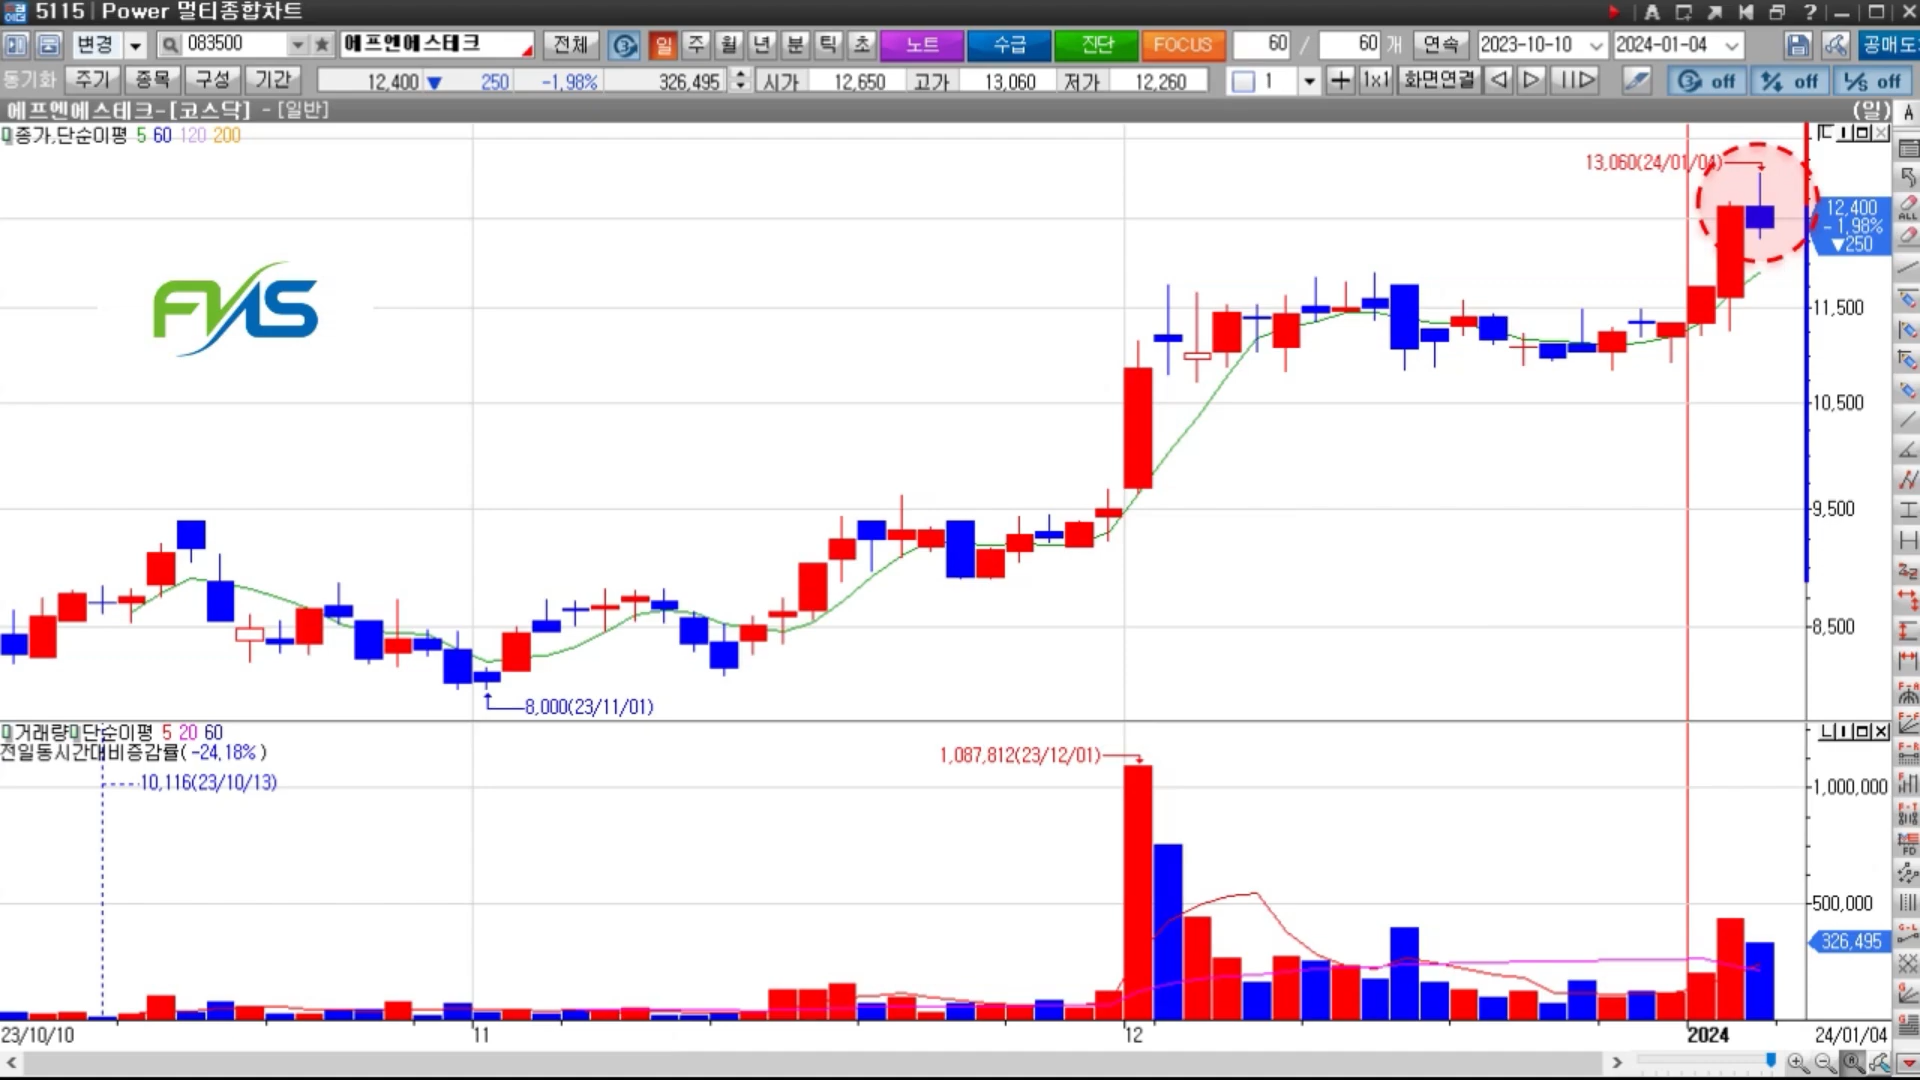 5115 Power 멀티종합차트 A ?
변경 083500 에프엔에스테크 전체 3 일 주 월 년 분 틱 초 노트 수급 진단 FOCUS 60 / 60 개 연속 2023-10-10 2024-01-04 공매도
동기화 주기 종목 구성 기간 12,400 ▼ 250 -1,98% 326,495 시가 12,650 고가 13,060 저가 12,260 1 1x1 화면연결 off off L/S off
에프엔에스테크-[코스닥] - [일반] (일) A
종가,단순이평 5 60 120 200
13,060(24/01/04)
12,400
-1,98%
▼250
FNS
11,500
10,500
9,500
8,500
8,000(23/11/01)
거래량 단순이평 5 20 60
전일동시간대비증감률( -24,18% )
1,087,812(23/12/01)
10,116(23/10/13)
1,000,000
500,000
326,495
23/10/10 11 12 2024 24/01/04